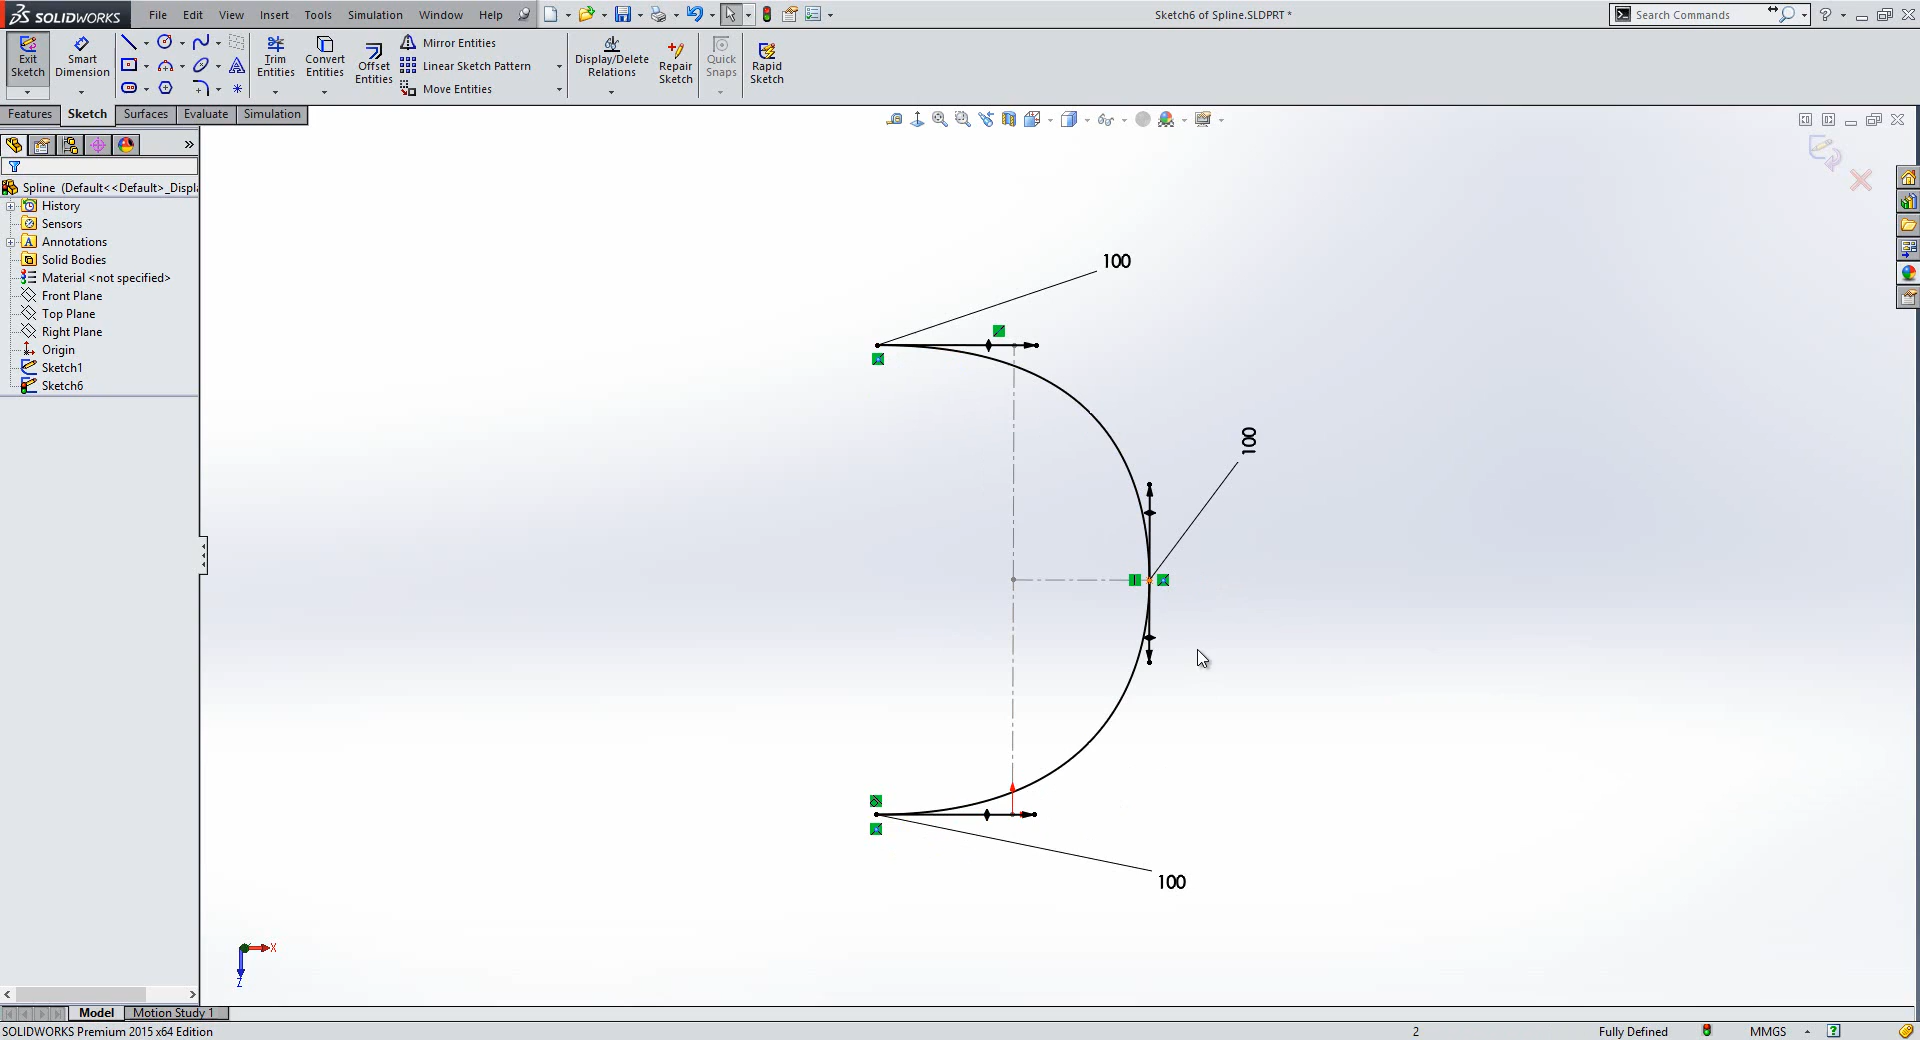 SOLIDWORKS File Edit View Insert Tools Simulation Window Help Sketch6 of Spline.SLDPRT * Search Commands
Exit Sketch
Smart Dimension
Trim Entities
Convert Entities
Offset Entities
Mirror Entities
Linear Sketch Pattern
Move Entities
Display/Delete Relations
Repair Sketch
Quick Snaps
Rapid Sketch
Features Sketch Surfaces Evaluate Simulation
Spline (Default<<Default>_Displa
History
Sensors
Annotations
Solid Bodies
Material <not specified>
Front Plane
Top Plane
Right Plane
Origin
Sketch1
Sketch6
100
100
100
X
Z
Model Motion Study 1
SOLIDWORKS Premium 2015 x64 Edition 2 Fully Defined MMGS